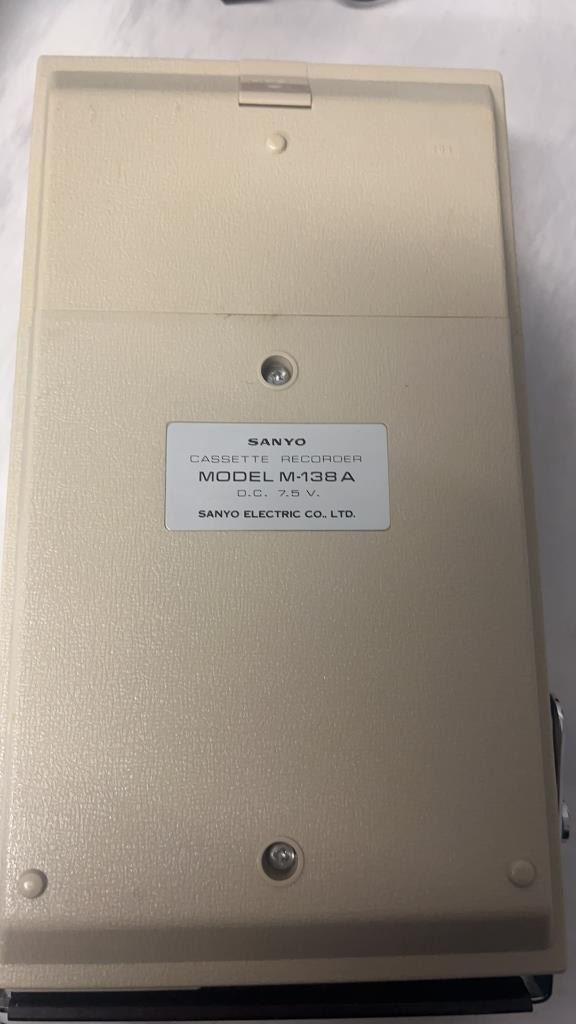 SANYO
CASSETTE RECORDER
MODEL M-138A
D.C. 7.5 V.
SANYO ELECTRIC CO., LTD.